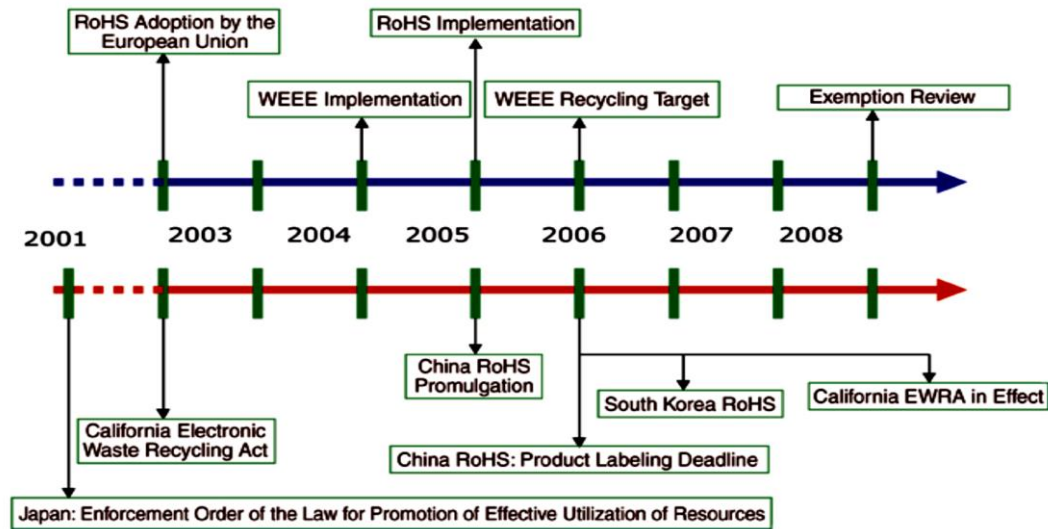 RoHS Adoption by the
European Union
RoHS Implementation
WEEE Implementation
WEEE Recycling Target
Exemption Review
2001
2003
2004
2005
2006
2007
2008
China RoHS
Promulgation
South Korea RoHS
California EWRA in Effect
California Electronic
Waste Recycling Act
China RoHS: Product Labeling Deadline
Japan: Enforcement Order of the Law for Promotion of Effective Utilization of Resources